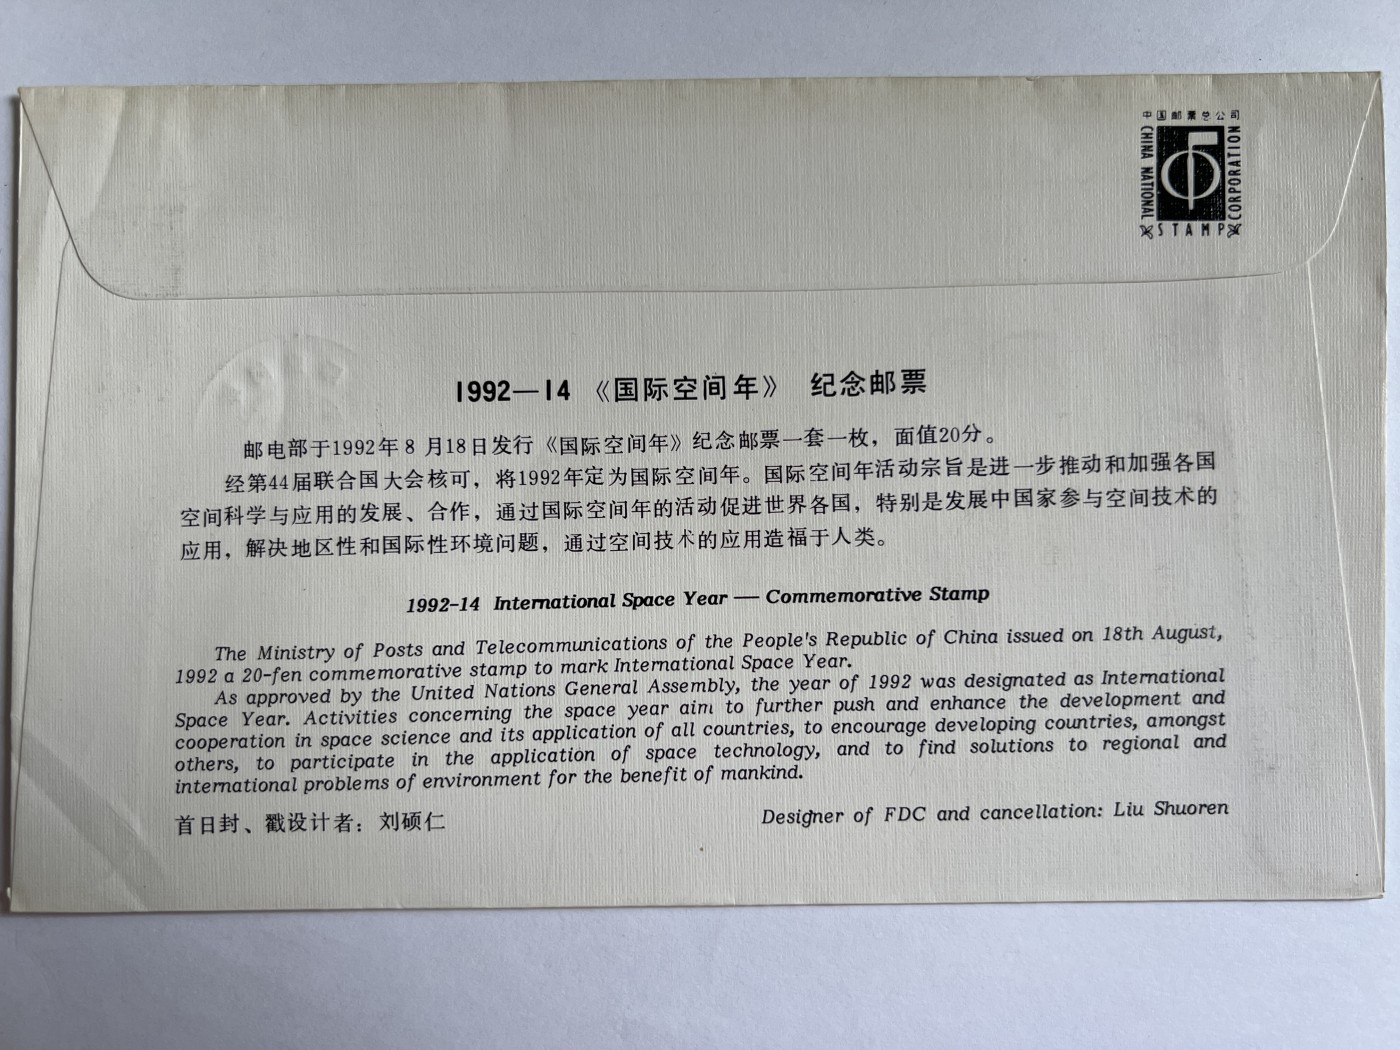 中国邮票总公司
CHINA NATIONAL
STAMP
CORPORATION
1992—14 《国际空间年》 纪念邮票
邮电部于1992年8月18日发行《国际空间年》纪念邮票一套一枚，面值20分。
经第44届联合国大会核可，将1992年定为国际空间年。国际空间年活动宗旨是进一步推动和加强各国
空间科学与应用的发展、合作，通过国际空间年的活动促进世界各国，特别是发展中国家参与空间技术的
应用，解决地区性和国际性环境问题，通过空间技术的应用造福于人类。
1992-14 International Space Year — Commemorative Stamp
The Ministry of Posts and Telecommunications of the People's Republic of China issued on 18th August,
1992 a 20-fen commemorative stamp to mark International Space Year.
As approved by the United Nations General Assembly, the year of 1992 was designated as International
Space Year. Activities concerning the space year aim to further push and enhance the development and
cooperation in space science and its application of all countries, to encourage developing countries, amongst
others, to participate in the application of space technology, and to find solutions to regional and
international problems of environment for the benefit of mankind.
首日封、戳设计者：刘硕仁
Designer of FDC and cancellation: Liu Shuoren